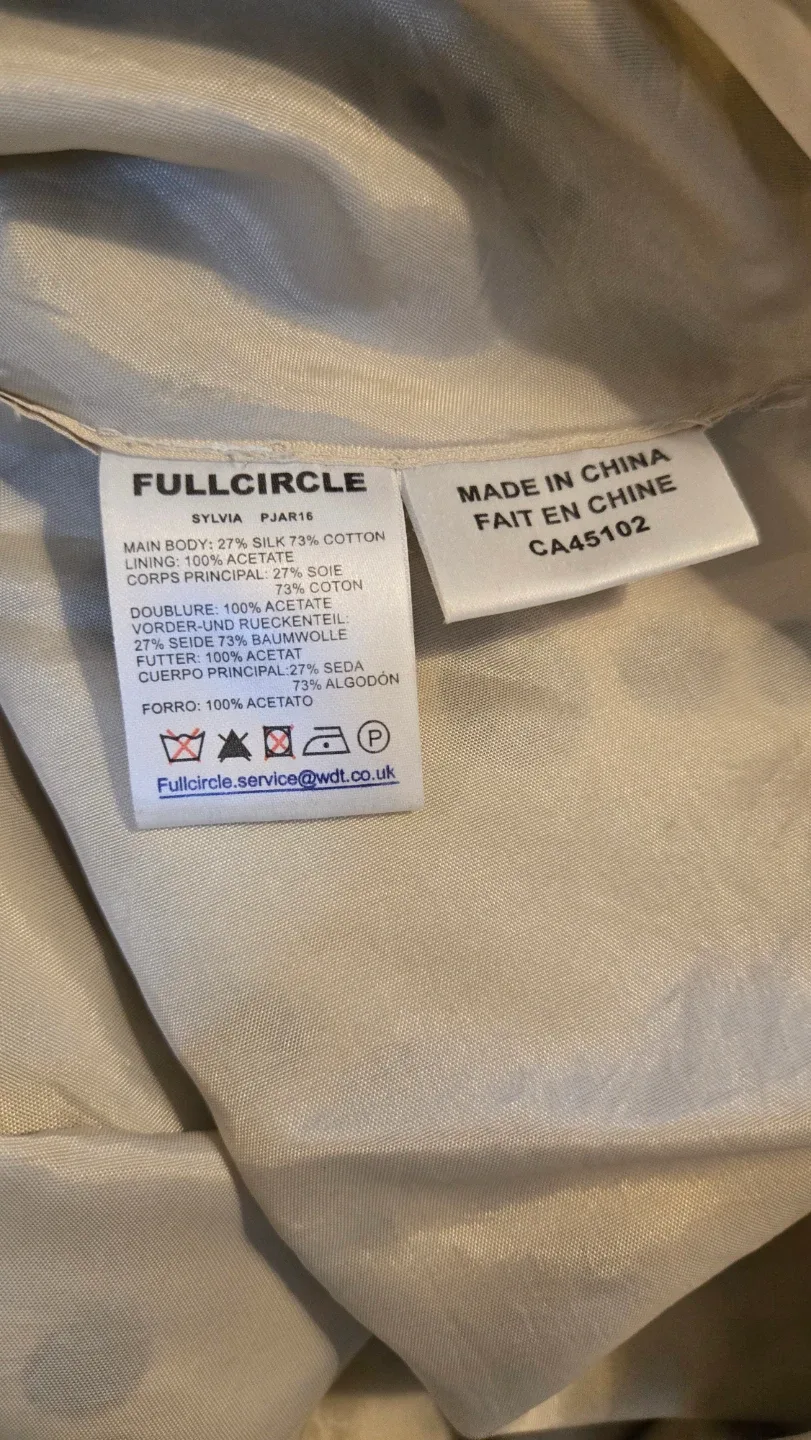 FULLCIRCLE
SYLVIA PJAR16
MAIN BODY: 27% SILK 73% COTTON
LINING: 100% ACETATE
CORPS PRINCIPAL: 27% SOIE
73% COTON
DOUBLURE: 100% ACETATE
VORDER-UND RUECKENTEIL:
27% SEIDE 73% BAUMWOLLE
FUTTER: 100% ACETAT
CUERPO PRINCIPAL:27% SEDA
73% ALGODÓN
FORRO: 100% ACETATO
P
Fullcircle.service@wdt.co.uk
MADE IN CHINA
FAIT EN CHINE
CA45102